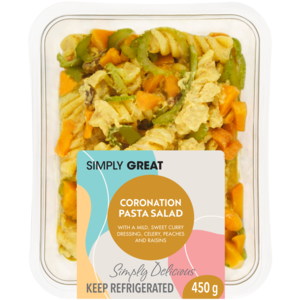 SIMPLY GREAT
CORONATION
PASTA SALAD
WITH A MILD, SWEET CURRY
DRESSING, CELERY, PEACHES
AND RAISINS
Simply Delicious
KEEP REFRIGERATED
450 g